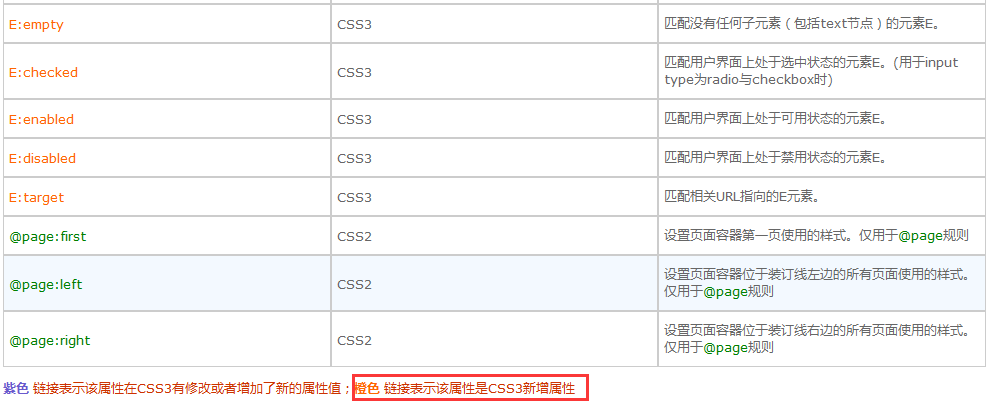 E:empty CSS3 匹配没有任何子元素（包括text节点）的元素E。
E:checked CSS3 匹配用户界面上处于选中状态的元素E。(用于input
type为radio与checkbox时)
E:enabled CSS3 匹配用户界面上处于可用状态的元素E。
E:disabled CSS3 匹配用户界面上处于禁用状态的元素E。
E:target CSS3 匹配相关URL指向的E元素。
@page:first CSS2 设置页面容器第一页使用的样式。仅用于@page规则
@page:left CSS2 设置页面容器位于装订线左边的所有页面使用的样式。
仅用于@page规则
@page:right CSS2 设置页面容器位于装订线右边的所有页面使用的样式。
仅用于@page规则
紫色 链接表示该属性在CSS3有修改或者增加了新的属性值；橙色 链接表示该属性是CSS3新增属性